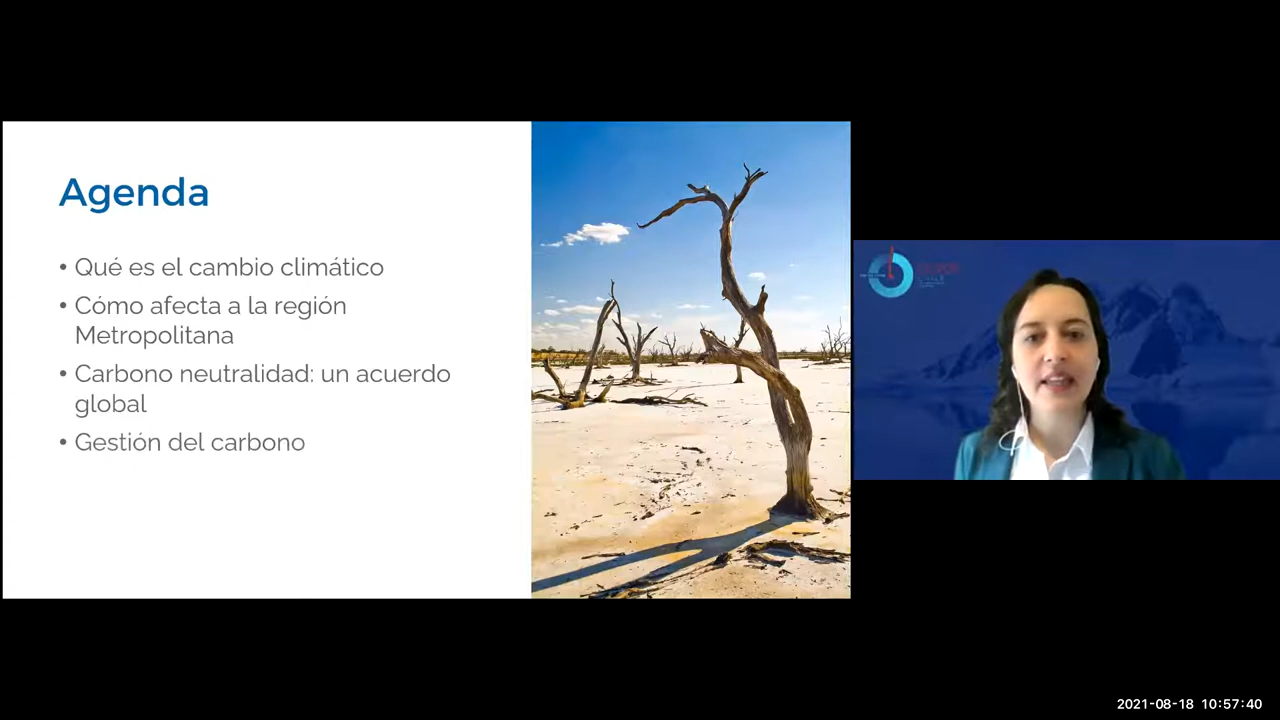 Agenda
• Qué es el cambio climático
• Cómo afecta a la región
Metropolitana
• Carbono neutralidad: un acuerdo
global
• Gestión del carbono
2021-08-18 10:57:40